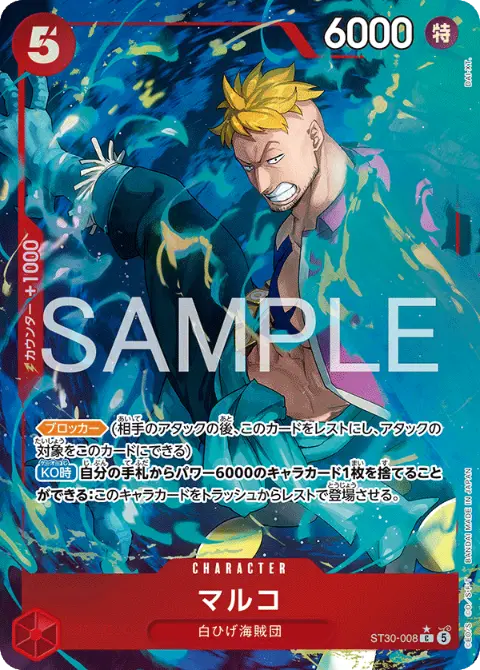 5
6000
特
DAI-XT.
カウンター+1000
SAMPLE
ブロッカー (相手のアタックの後、このカードをレストにし、アタックの
対象をこのカードにできる)
KO時 自分の手札からパワー6000のキャラカード1枚を捨てること
ができる:このキャラカードをトラッシュからレストで登場させる。
BANDAI MADE IN JAPAN
CHARACTER
マルコ
白ひげ海賊団
ST30-008 C 5